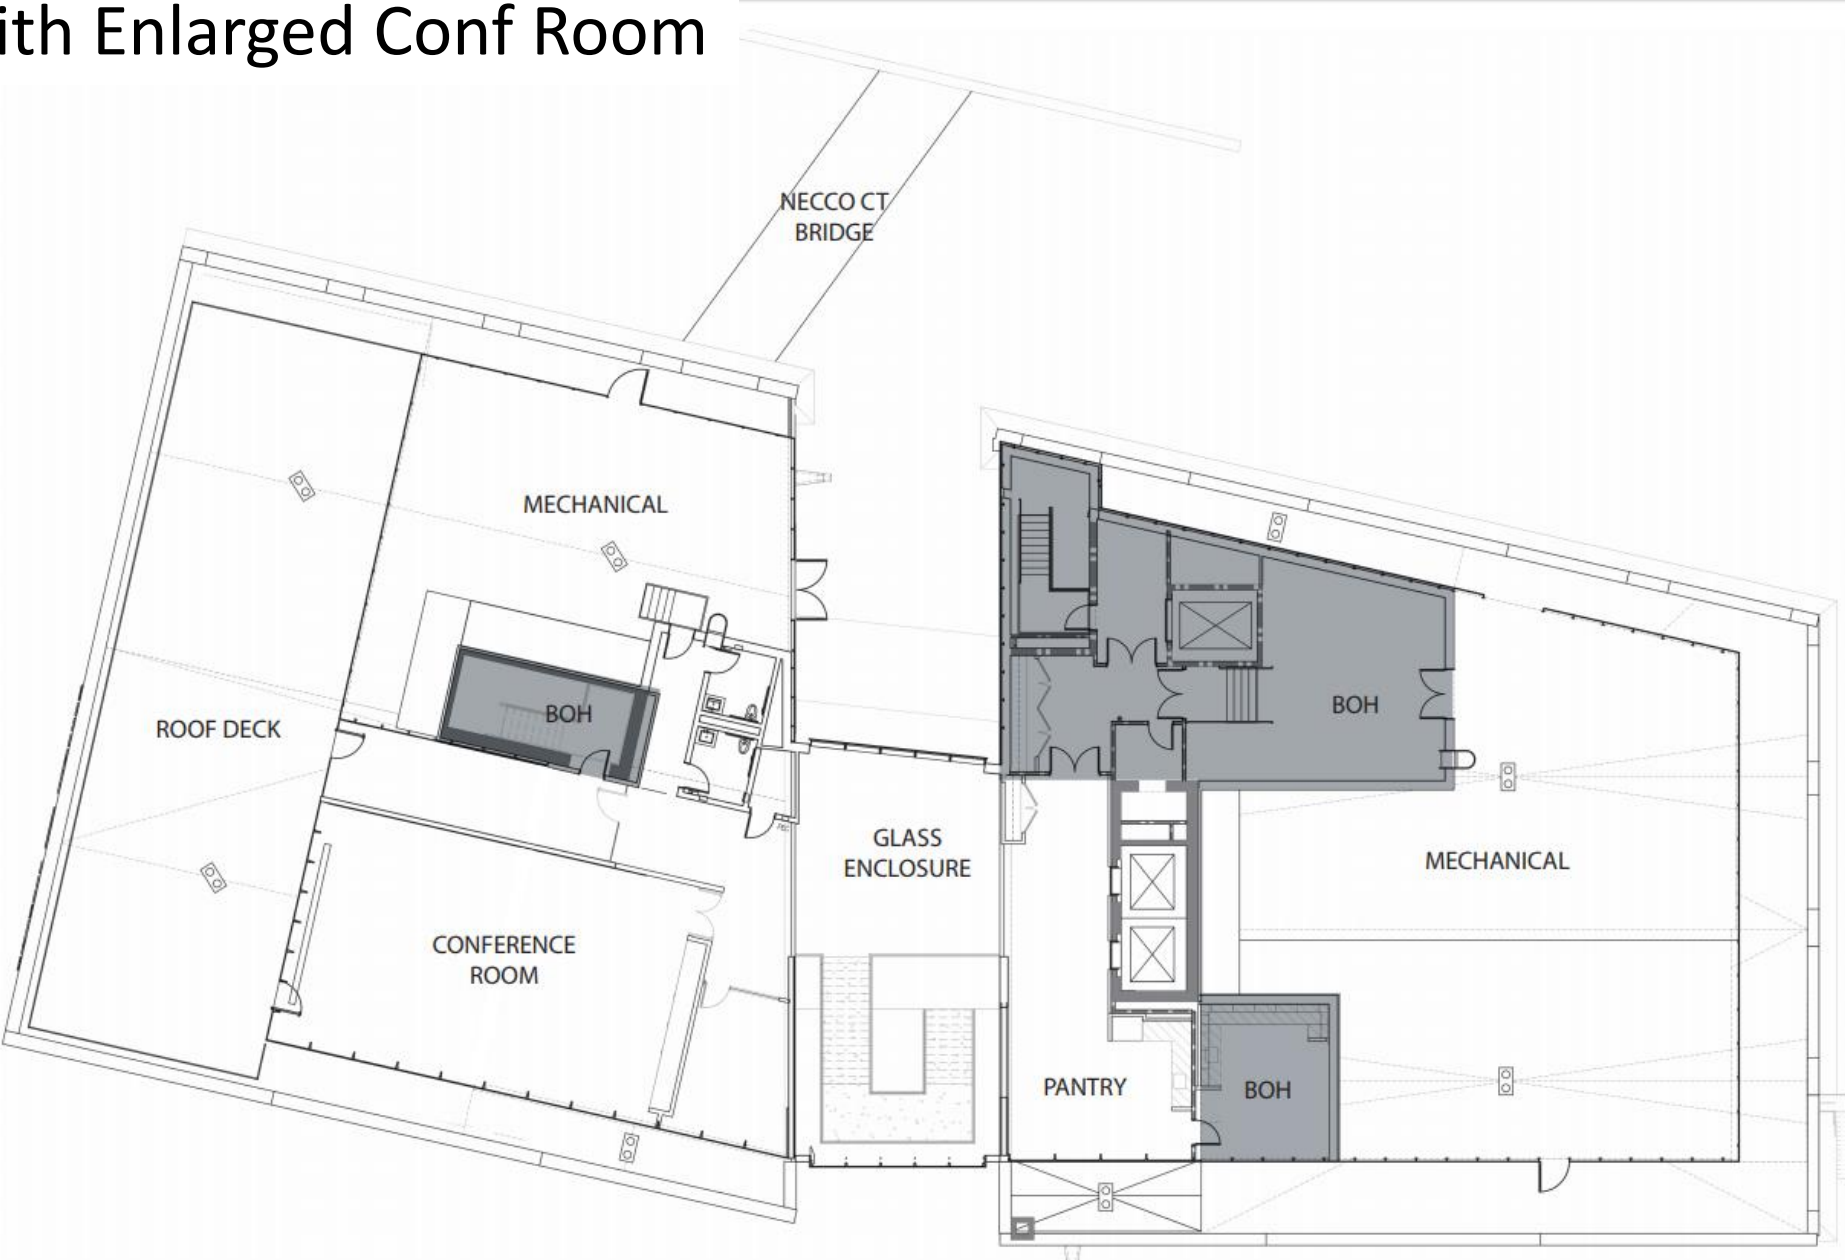 ith Enlarged Conf Room
NECCO CT
BRIDGE
MECHANICAL
ROOF DECK
BOH
BOH
GLASS
ENCLOSURE
MECHANICAL
CONFERENCE
ROOM
PANTRY
BOH